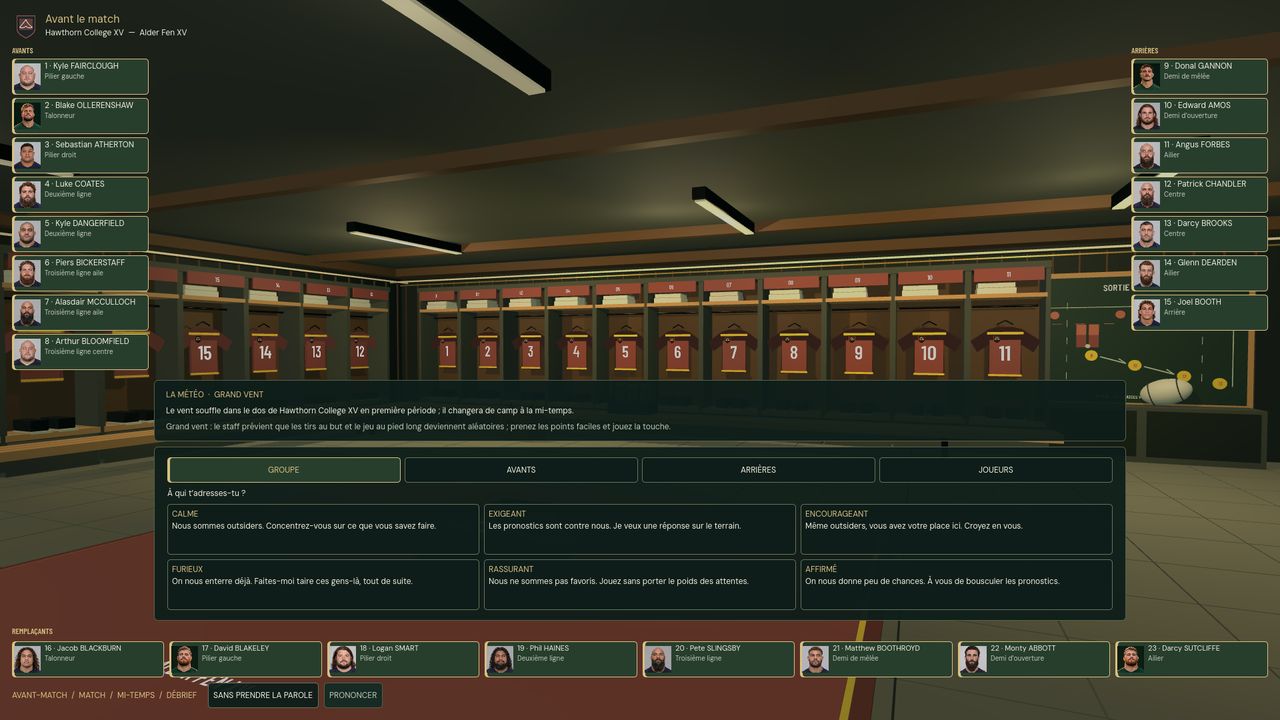 Avant le match
Hawthorn College XV — Alder Fen XV
AVANTS
1 · Kyle FAIRCLOUGH
Pilier gauche
2 · Blake OLLERENSHAW
Talonneur
3 · Sebastian ATHERTON
Pilier droit
4 · Luke COATES
Deuxième ligne
5 · Kyle DANGERFIELD
Deuxième ligne
6 · Piers BICKERSTAFF
Troisième ligne aile
7 · Alasdair MCCULLOCH
Troisième ligne aile
8 · Arthur BLOOMFIELD
Troisième ligne centre
ARRIÈRES
9 · Donal GANNON
Demi de mêlée
10 · Edward AMOS
Demi d'ouverture
11 · Angus FORBES
Ailier
12 · Patrick CHANDLER
Centre
13 · Darcy BROOKS
Centre
14 · Glenn DEARDEN
Ailier
15 · Joel BOOTH
Arrière
SORTIE
15 14 13 12 1 2 3 4 5 6 7 8 9 10 11
LA MÉTÉO · GRAND VENT
Le vent souffle dans le dos de Hawthorn College XV en première période ; il changera de camp à la mi-temps.
Grand vent : le staff prévient que les tirs au but et le jeu au pied long deviennent aléatoires ; prenez les points faciles et jouez la touche.
GROUPE
AVANTS
ARRIÈRES
JOUEURS
À qui t'adresses-tu ?
CALME
Nous sommes outsiders. Concentrez-vous sur ce que vous savez faire.
EXIGEANT
Les pronostics sont contre nous. Je veux une réponse sur le terrain.
ENCOURAGEANT
Même outsiders, vous avez votre place ici. Croyez en vous.
FURIEUX
On nous enterre déjà. Faites-moi taire ces gens-là, tout de suite.
RASSURANT
Nous ne sommes pas favoris. Jouez sans porter le poids des attentes.
AFFIRMÉ
On nous donne peu de chances. À vous de bousculer les pronostics.
REMPLAÇANTS
16 · Jacob BLACKBURN
Talonneur
17 · David BLAKELEY
Pilier gauche
18 · Logan SMART
Pilier droit
19 · Phil HAINES
Deuxième ligne
20 · Pete SLINGSBY
Troisième ligne
21 · Matthew BOOTHROYD
Demi de mêlée
22 · Monty ABBOTT
Demi d'ouverture
23 · Darcy SUTCLIFFE
Ailier
AVANT-MATCH / MATCH / MI-TEMPS / DÉBRIEF
SANS PRENDRE LA PAROLE
PRONONCER